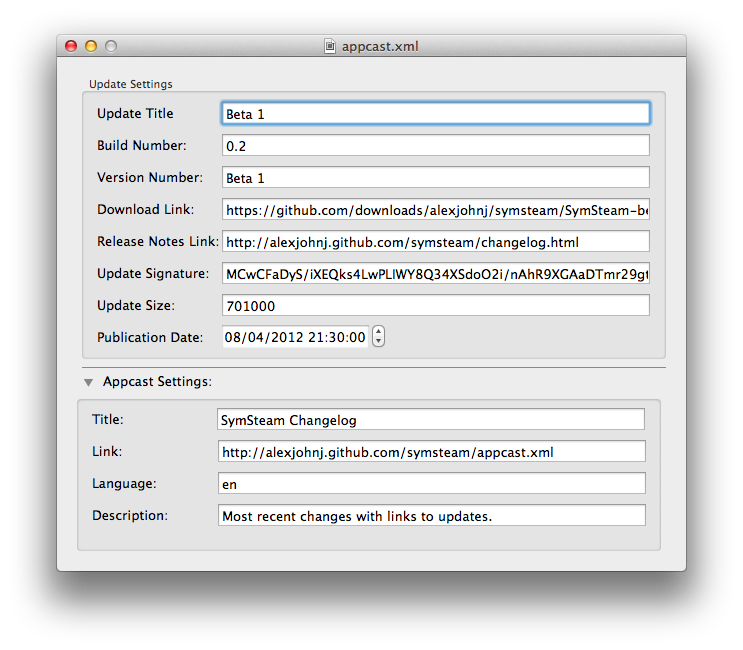 appcast.xml
Update Settings
Update Title Beta 1
Build Number: 0.2
Version Number: Beta 1
Download Link: https://github.com/downloads/alexjohnj/symsteam/SymSteam-be
Release Notes Link: http://alexjohnj.github.com/symsteam/changelog.html
Update Signature: MCwCFaDyS/iXEQks4LwPLlWY8Q34XSdoO2i/nAhR9XGAaDTmr29gt
Update Size: 701000
Publication Date: 08/04/2012 21:30:00
Appcast Settings:
Title: SymSteam Changelog
Link: http://alexjohnj.github.com/symsteam/appcast.xml
Language: en
Description: Most recent changes with links to updates.